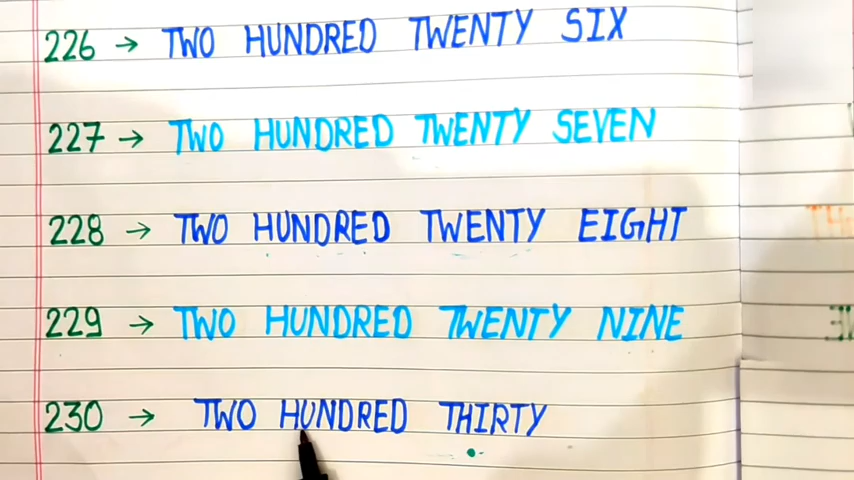 226 → TWO HUNDRED TWENTY SIX
227 → TWO HUNDRED TWENTY SEVEN
228 → TWO HUNDRED TWENTY EIGHT
229 → TWO HUNDRED TWENTY NINE
230 → TWO HUNDRED THIRTY